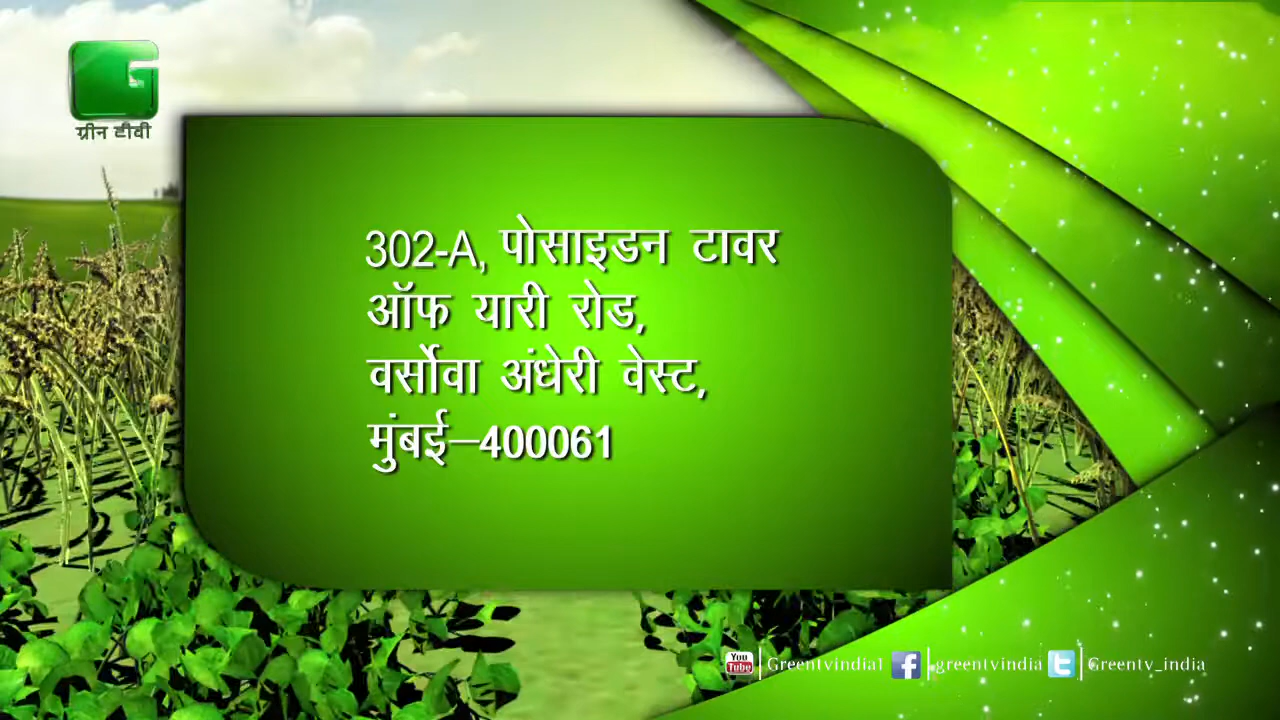 ग्रीन टीवी
302-A, पोसाइडन टावर
ऑफ यारी रोड,
वर्सोवा अंधेरी वेस्ट,
मुंबई–400061
You Tube Greentvindia1 f greentvindia t Greentv_india